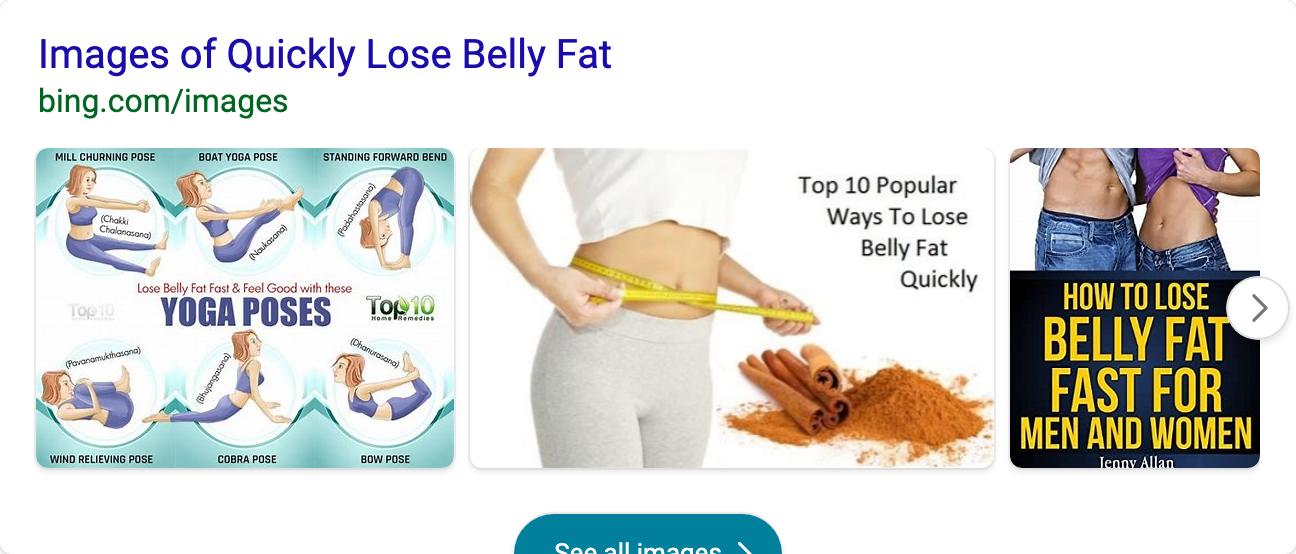 Images of Quickly Lose Belly Fat
bing.com/images
MILL CHURNING POSE
BOAT YOGA POSE
STANDING FORWARD BEND
(Chakki
Chalanasana)
(Naukasana)
(Padahastasana)
Lose Belly Fat Fast & Feel Good with these
YOGA POSES
Top10
Top10
Home Remedies
(Pavanamukthasana)
(Bhujangasana)
(Dhanurasana)
WIND RELIEVING POSE
COBRA POSE
BOW POSE
Top 10 Popular
Ways To Lose
Belly Fat
Quickly
HOW TO LOSE
BELLY FAT
FAST FOR
MEN AND WOMEN
Jenny Allan
See all images